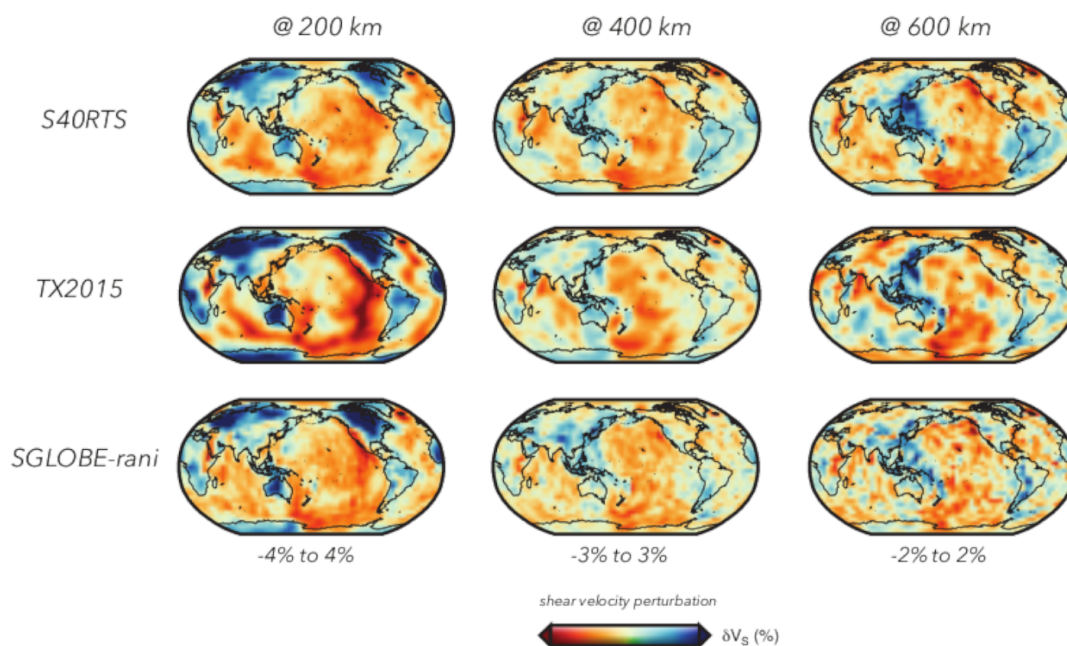 @ 200 km
@ 400 km
@ 600 km
S40RTS
TX2015
SGLOBE-rani
-4% to 4%
-3% to 3%
-2% to 2%
shear velocity perturbation
δVS (%)